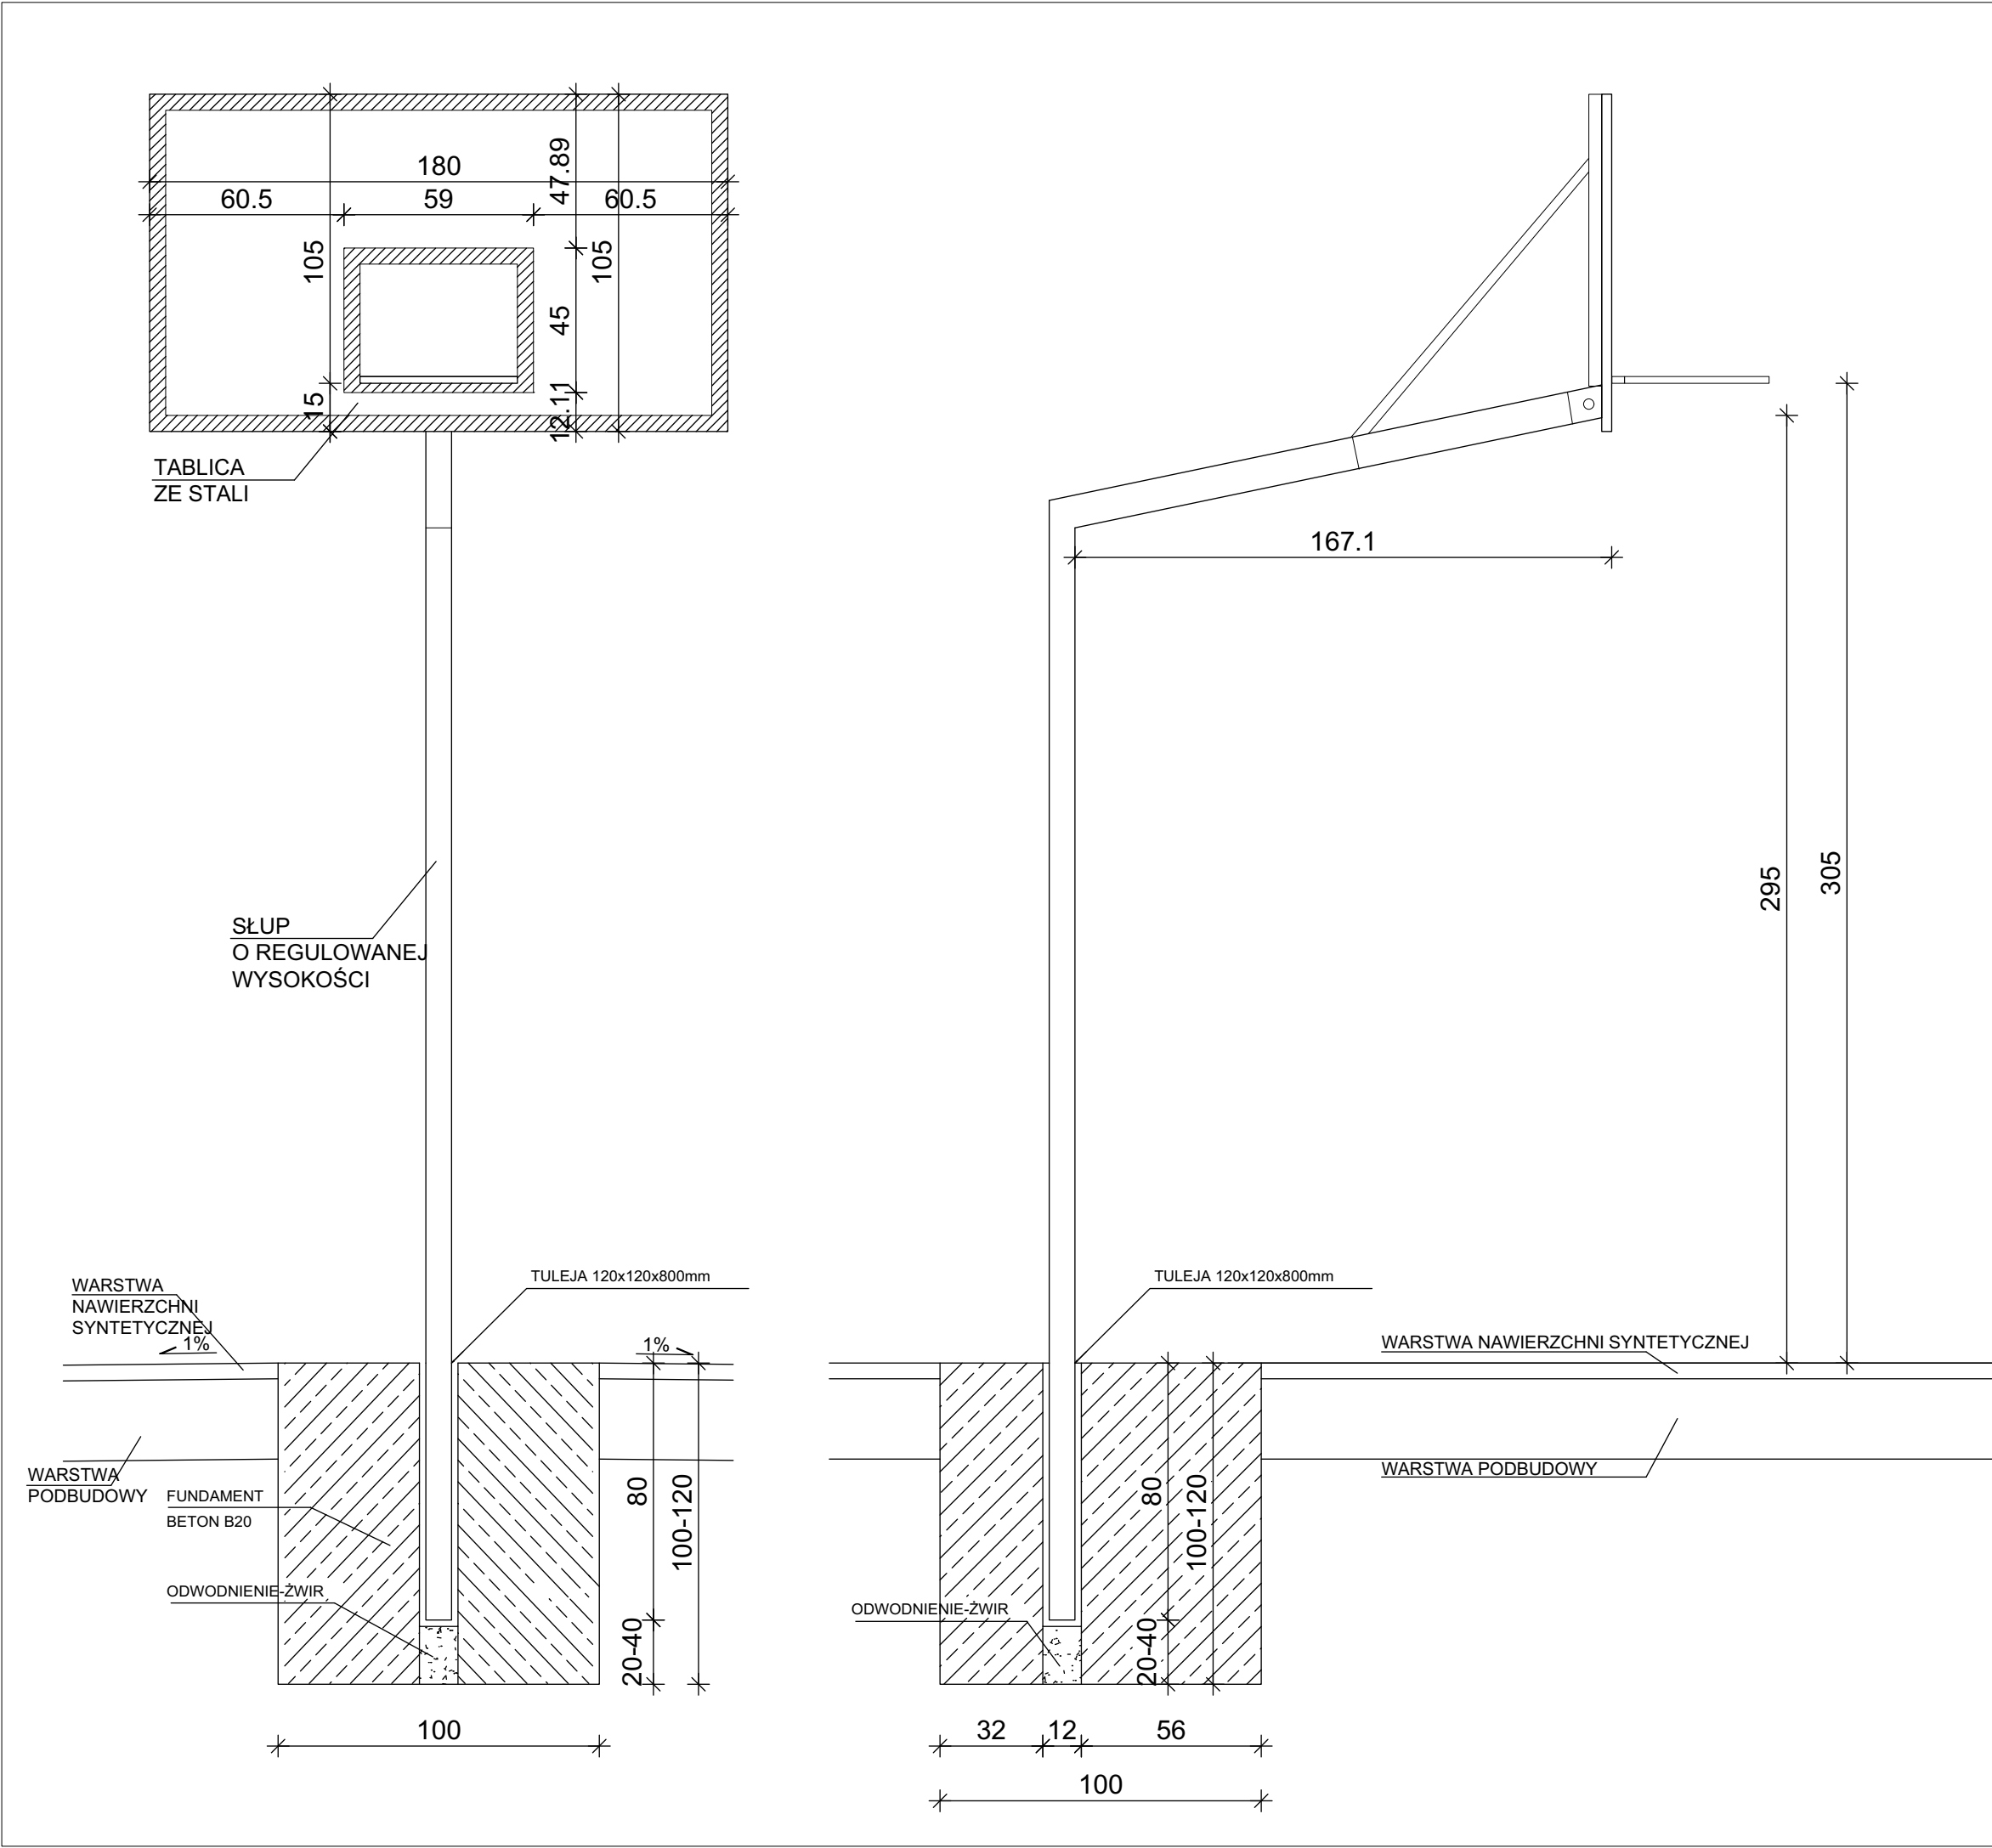 180
60.5
59
60.5
47.89
105
105
45
15
12.11
TABLICA
ZE STALI
167.1
SŁUP
O REGULOWANEJ
WYSOKOŚCI
295
305
WARSTWA
NAWIERZCHNI
SYNTETYCZNEJ
1%
TULEJA 120x120x800mm
1%
WARSTWA
PODBUDOWY
FUNDAMENT
BETON B20
ODWODNIENIE-ŻWIR
80
100-120
20-40
100
TULEJA 120x120x800mm
WARSTWA NAWIERZCHNI SYNTETYCZNEJ
WARSTWA PODBUDOWY
80
100-120
ODWODNIENIE-ŻWIR
20-40
32
12
56
100